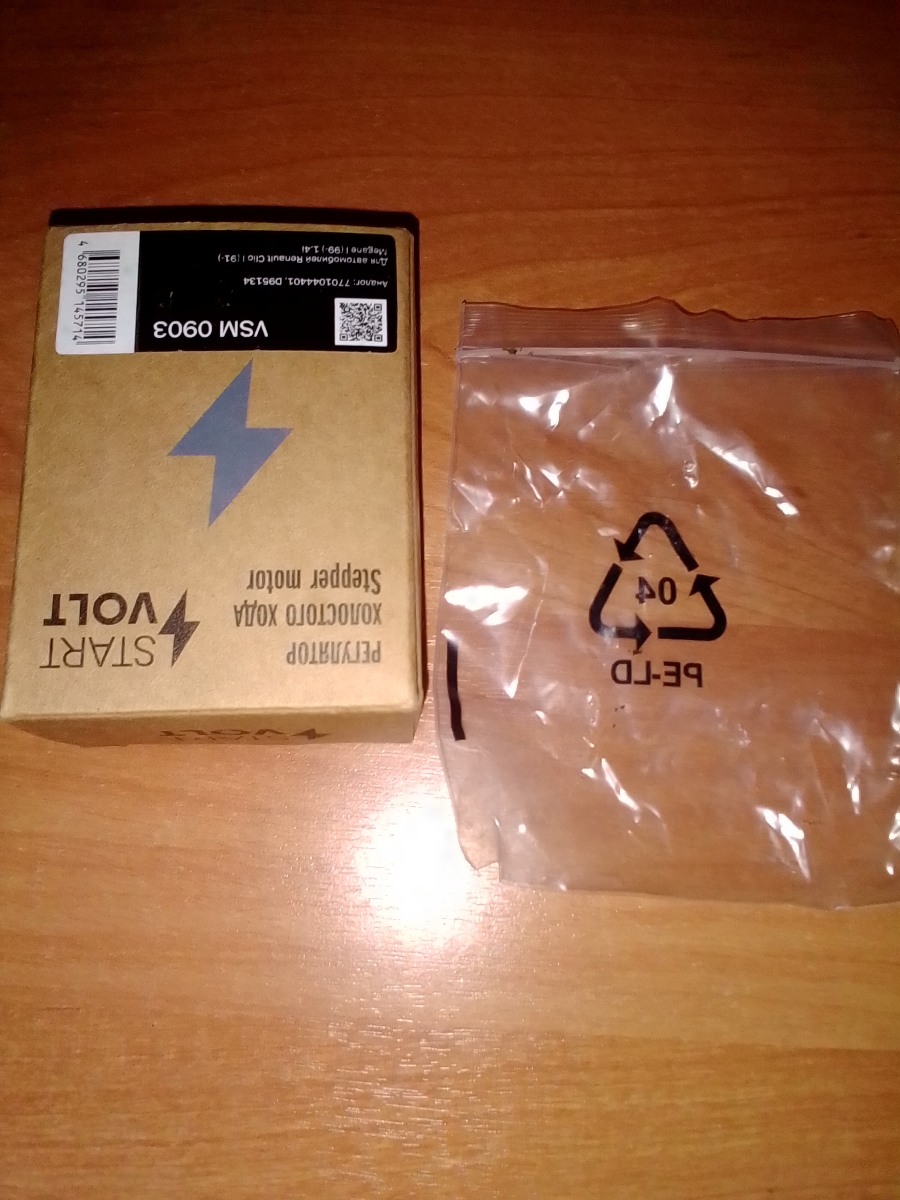 START
VOLT
РЕГУЛЯТОР
ХОЛОСТОГО ХОДА
Stepper motor
VSM 0903
Аналог: 7701044401, D95134
Для автомобилей Renault Clio I (91-)
Megane I (99-) 1.4i
4 680295 145714
VOLT
04
PE-LD